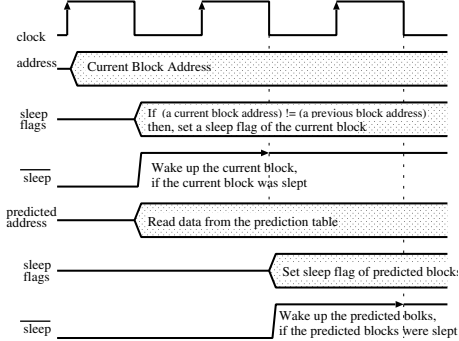 clock
address
Current Block Address
sleep
flags
If (a current block address) != (a previous block address)
then, set a sleep flag of the current block
sleep
Wake up the current block,
if the current block was slept
predicted
address
Read data from the prediction table
sleep
flags
Set sleep flag of predicted blocks
sleep
Wake up the predicted bolks,
if the predicted blocks were slept